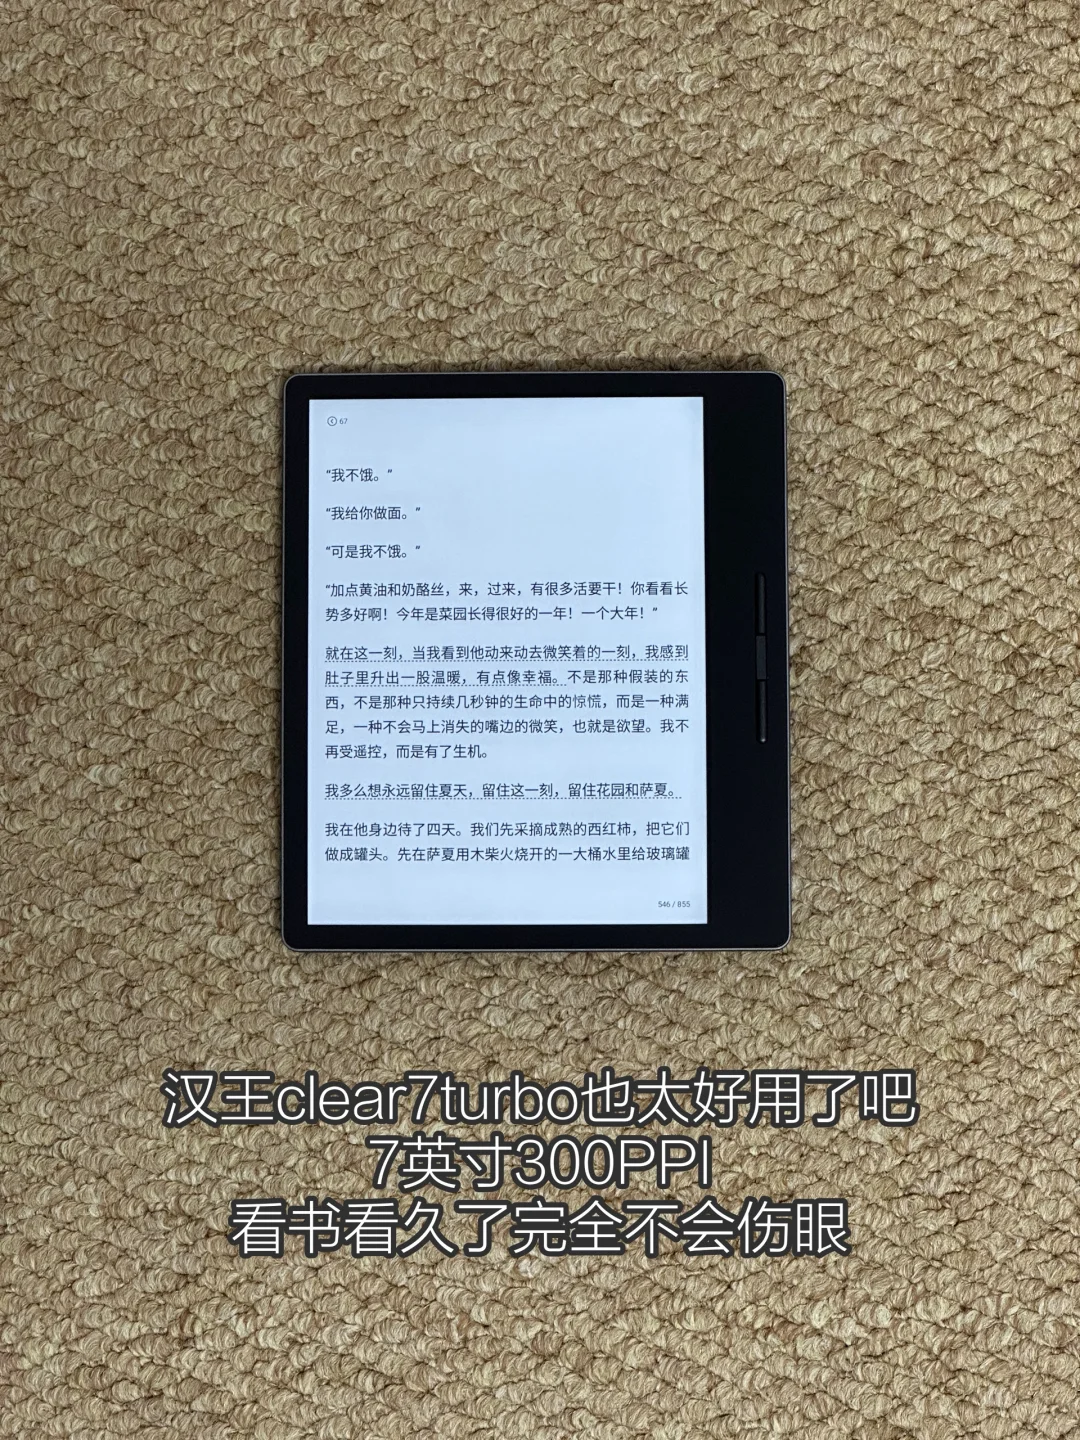 67
“我不饿。”
“我给你做面。”
“可是我不饿。”
“加点黄油和奶酪丝，来，过来，有很多活要干！你看看长
势多好啊！今年是菜园长得很好的一年！一个大年！”
就在这一刻，当我看到他动来动去微笑着的一刻，我感到
肚子里升出一股温暖，有点像幸福。不是那种假装的东
西，不是那种只持续几秒钟的生命中的惊慌，而是一种满
足，一种不会马上消失的嘴边的微笑，也就是欲望。我不
再受遥控，而是有了生机。
我多么想永远留住夏天，留住这一刻，留住花园和萨夏。
我在他身边待了四天。我们先采摘成熟的西红柿，把它们
做成罐头。先在萨夏用木柴火烧开的一大桶水里给玻璃罐
546 / 855
汉王clear7turbo也太好用了吧
7英寸300PPI
看书看久了完全不会伤眼